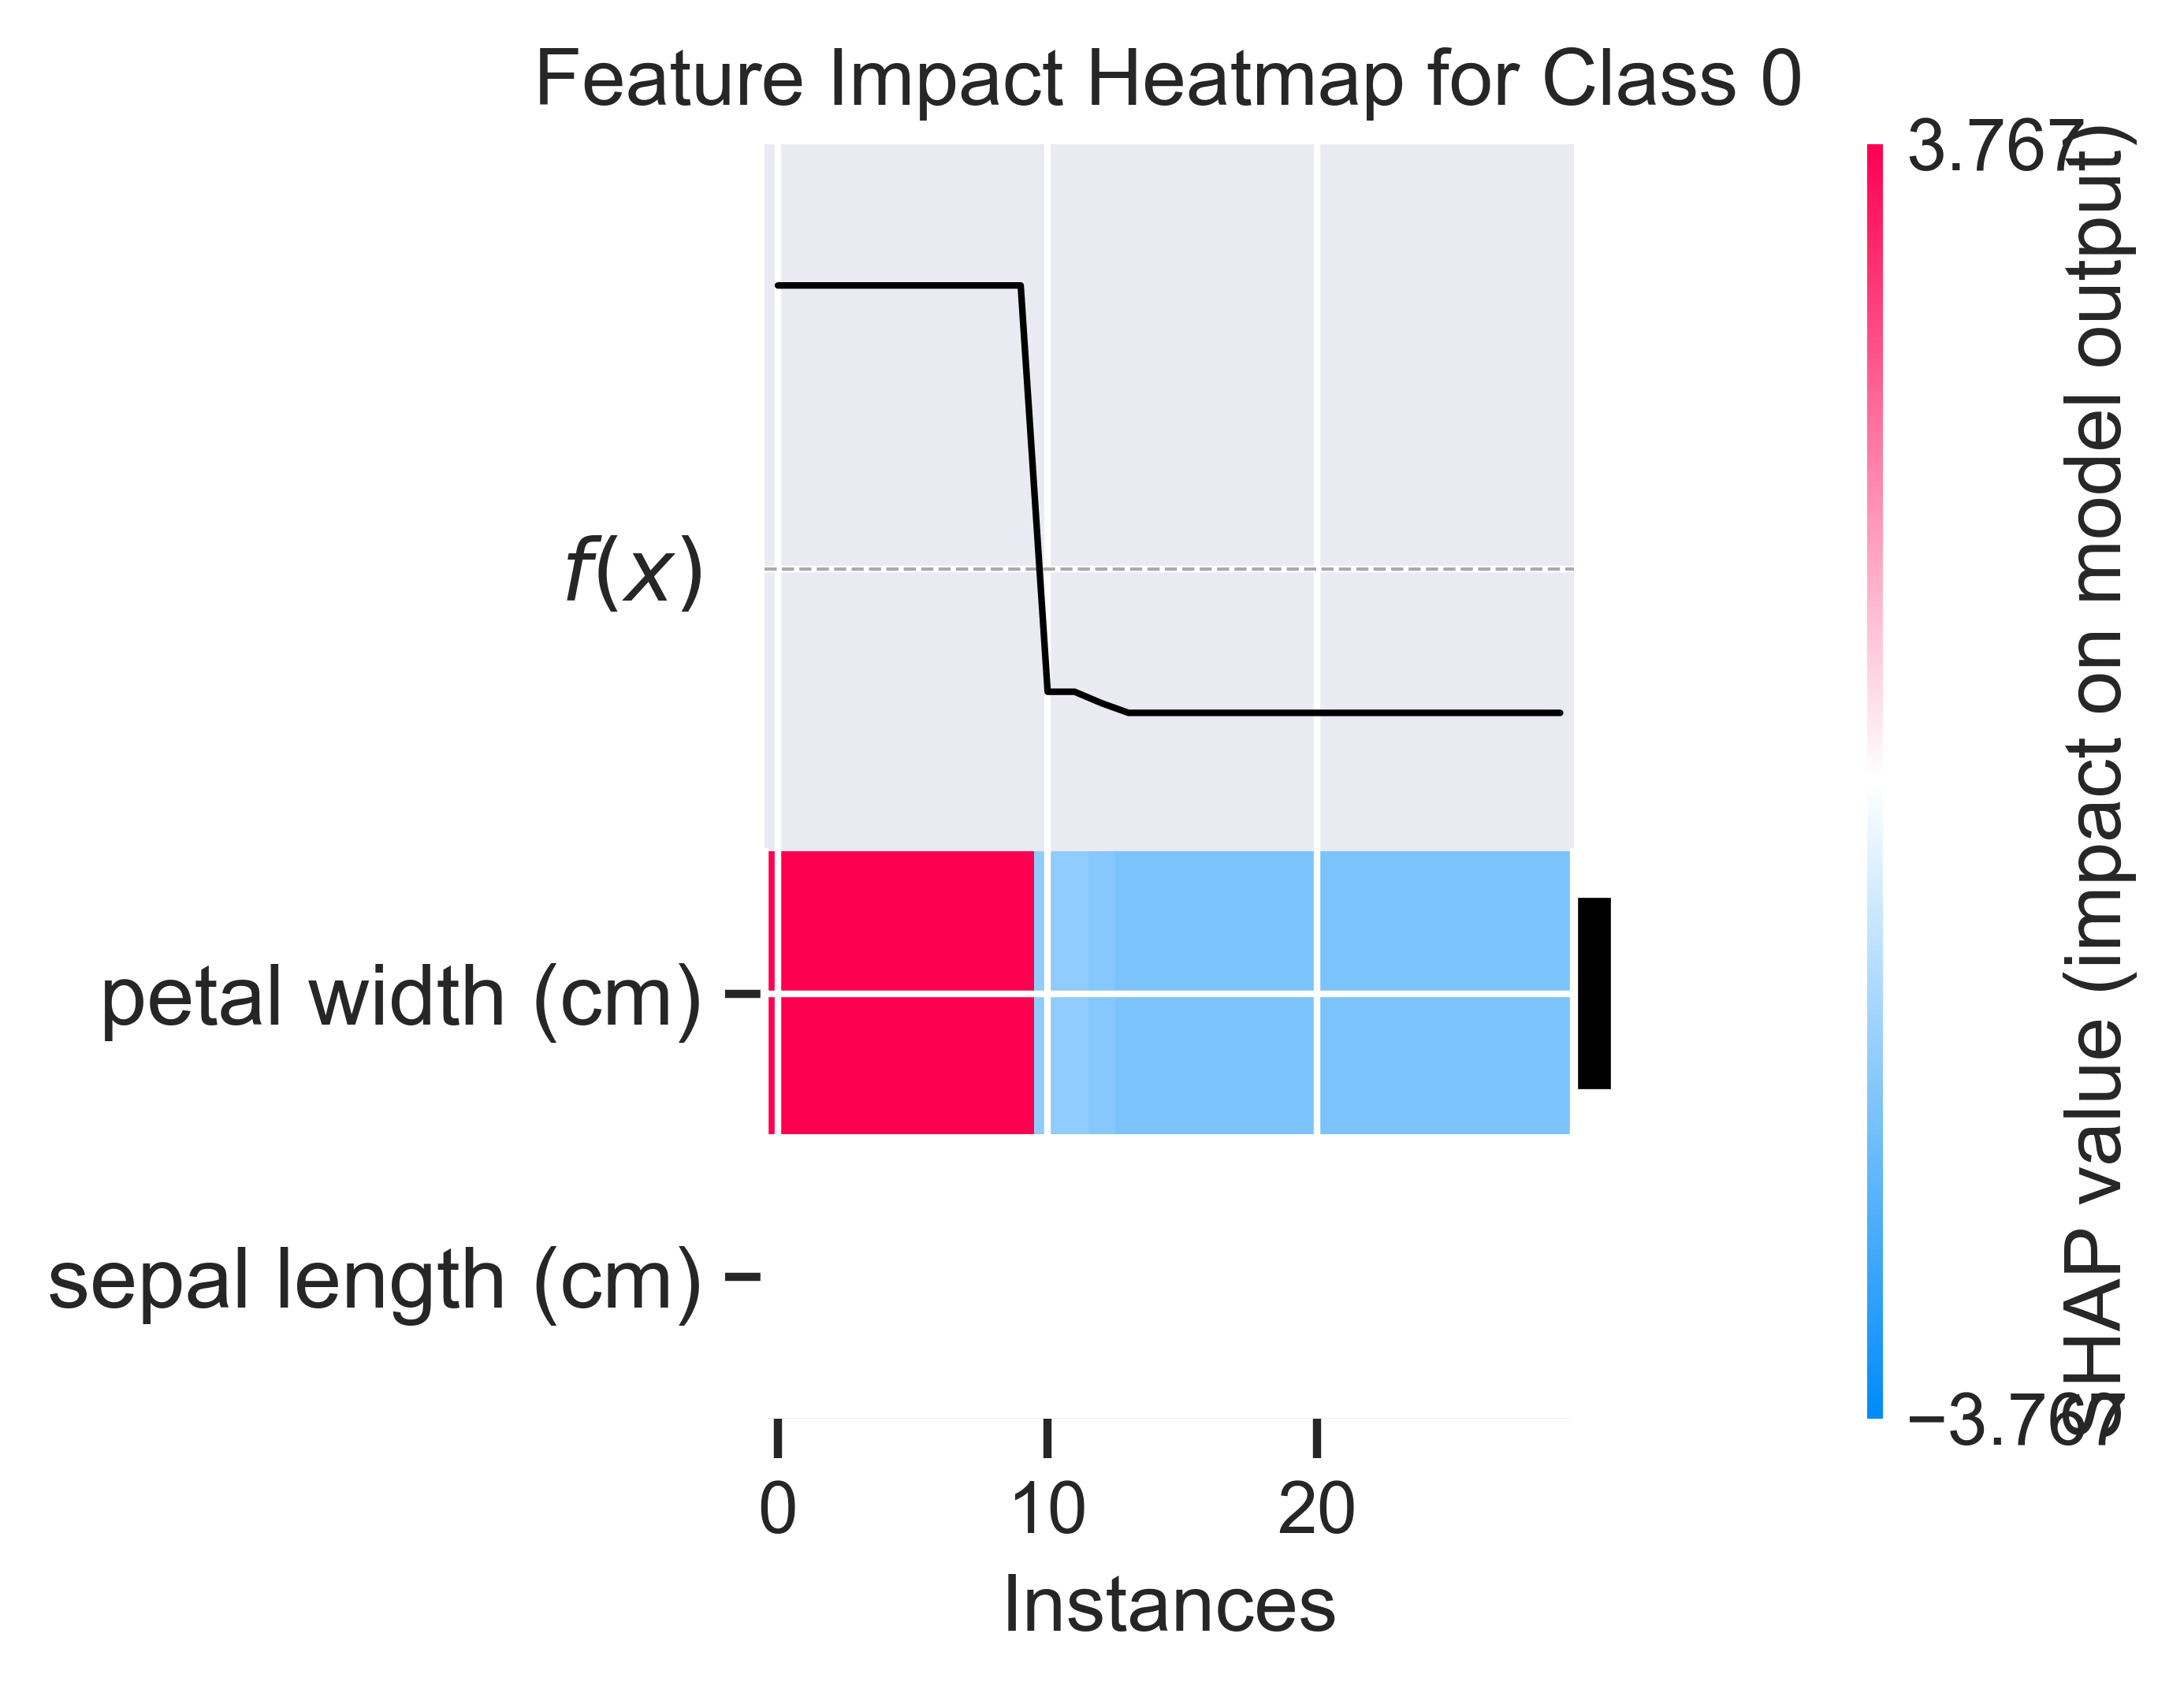 Feature Impact Heatmap for Class 0
3.767
f(x)
petal width (cm)
sepal length (cm)
−3.767
0 10 20
Instances
SHAP value (impact on model output)